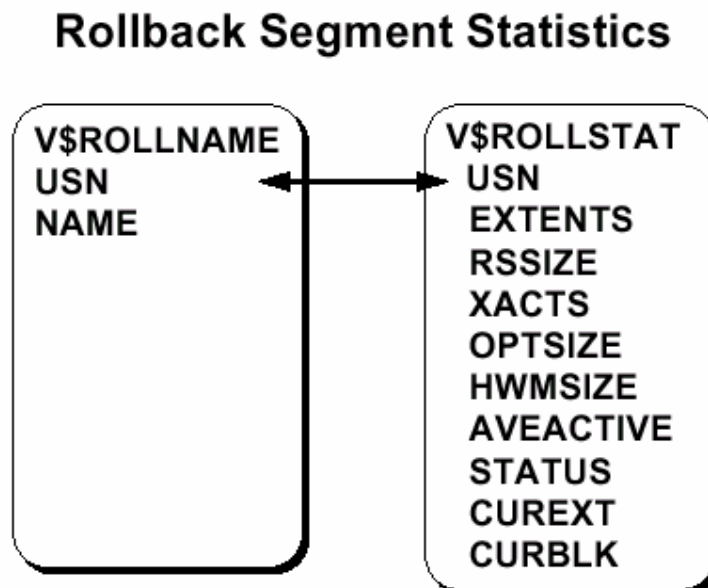 Rollback Segment Statistics
V$ROLLNAME
USN
NAME
V$ROLLSTAT
USN
EXTENTS
RSSIZE
XACTS
OPTSIZE
HWMSIZE
AVEACTIVE
STATUS
CUREXT
CURBLK